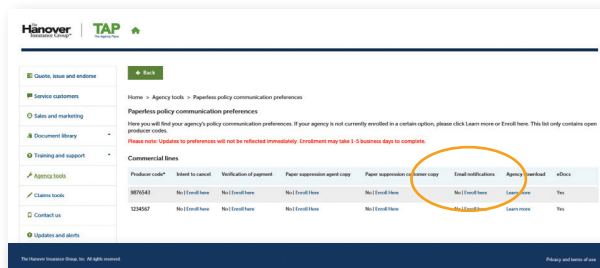 The
Hanover
Insurance Group®
TAP
The Agency Place
Quote, issue and endorse
Service customers
Sales and marketing
Document library
Training and support
Agency tools
Claims tools
Contact us
Updates and alerts
Back
Home > Agency tools > Paperless policy communication preferences
Paperless policy communication preferences
Here you will find your agency's policy communication preferences. If your agency is not currently enrolled in a certain option, please click Learn more or Enroll here. This list only contains open
producer codes.
Please note: Updates to preferences will not be reflected immediately. Enrollment may take 1-5 business days to complete.
Commercial lines
Producer code* Intent to cancel Verification of payment Paper suppression agent copy Paper suppression customer copy Email notifications Agency download eDocs
9876543 No | Enroll here No | Enroll here No | Enroll here No | Enroll here No | Enroll here Learn more Yes
1234567 No | Enroll here No | Enroll here No | Enroll here No | Enroll here No | Enroll here Learn more Yes
The Hanover Insurance Group, Inc. All rights reserved. Privacy and terms of use